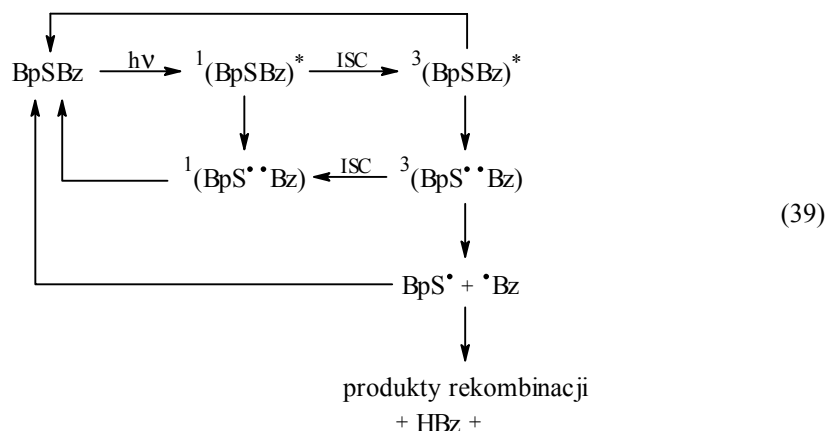 BpSBz hν ¹(BpSBz)* ISC ³(BpSBz)*
¹(BpS••Bz) ISC ³(BpS••Bz)
(39)
BpS• + •Bz
produkty rekombinacji
+ HBz +